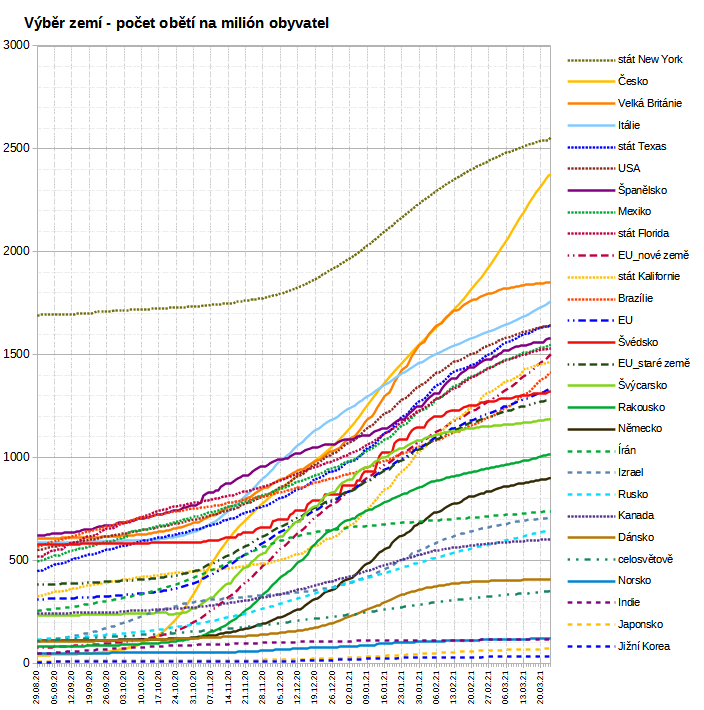 Výběr zemí - počet obětí na milión obyvatel
3000
2500
2000
1500
1000
500
0
29.08.20
05.09.20
12.09.20
19.09.20
26.09.20
03.10.20
10.10.20
17.10.20
24.10.20
31.10.20
07.11.20
14.11.20
21.11.20
28.11.20
05.12.20
12.12.20
19.12.20
26.12.20
02.01.21
09.01.21
16.01.21
23.01.21
30.01.21
06.02.21
13.02.21
20.02.21
27.02.21
06.03.21
13.03.21
20.03.21
stát New York
Česko
Velká Británie
Itálie
stát Texas
USA
Španělsko
Mexiko
stát Florida
EU_nové země
stát Kalifornie
Brazílie
EU
Švédsko
EU_staré země
Švýcarsko
Rakousko
Německo
Írán
Izrael
Rusko
Kanada
Dánsko
celosvětově
Norsko
Indie
Japonsko
Jižní Korea